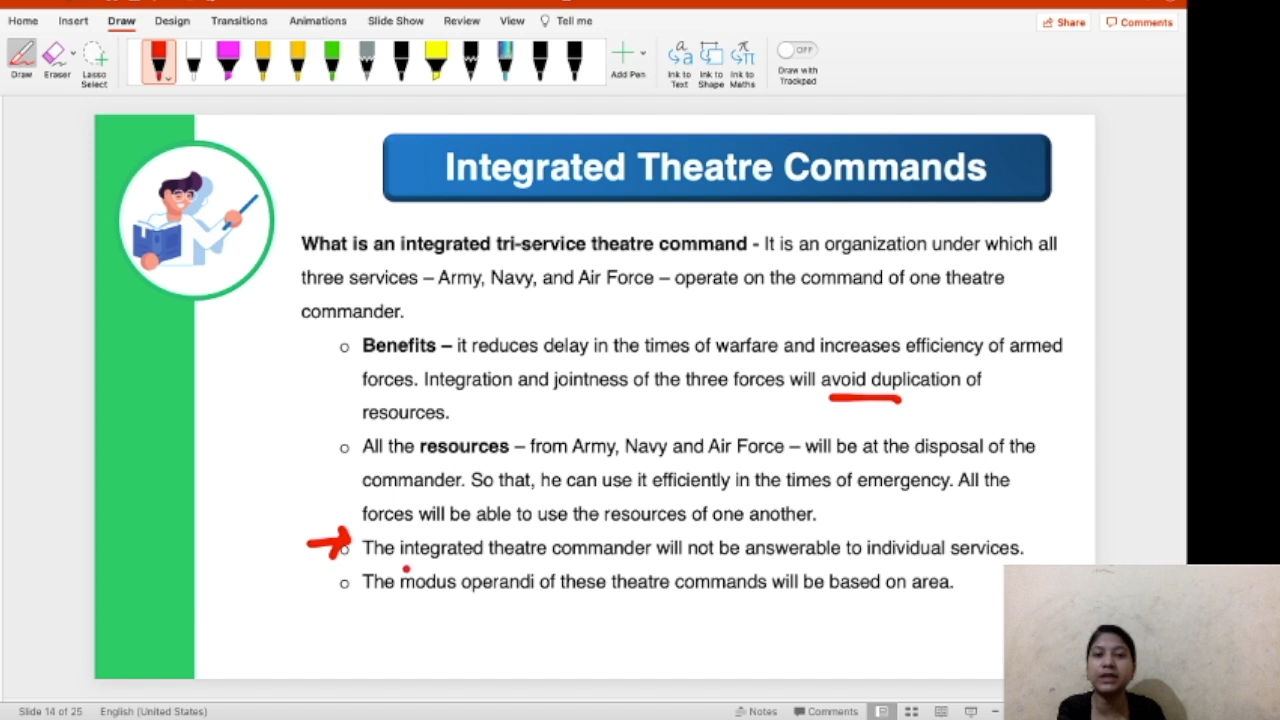 Home Insert Draw Design Transitions Animations Slide Show Review View Tell me Share Comments
Draw Eraser Lasso Select Add Pen Ink to Text Ink to Shape Ink to Maths OFF Draw with Trackpad
Integrated Theatre Commands
What is an integrated tri-service theatre command - It is an organization under which all
three services – Army, Navy, and Air Force – operate on the command of one theatre
commander.
o Benefits – it reduces delay in the times of warfare and increases efficiency of armed
forces. Integration and jointness of the three forces will avoid duplication of
resources.
o All the resources – from Army, Navy and Air Force – will be at the disposal of the
commander. So that, he can use it efficiently in the times of emergency. All the
forces will be able to use the resources of one another.
o The integrated theatre commander will not be answerable to individual services.
o The modus operandi of these theatre commands will be based on area.
Slide 14 of 25 English (United States) Notes Comments